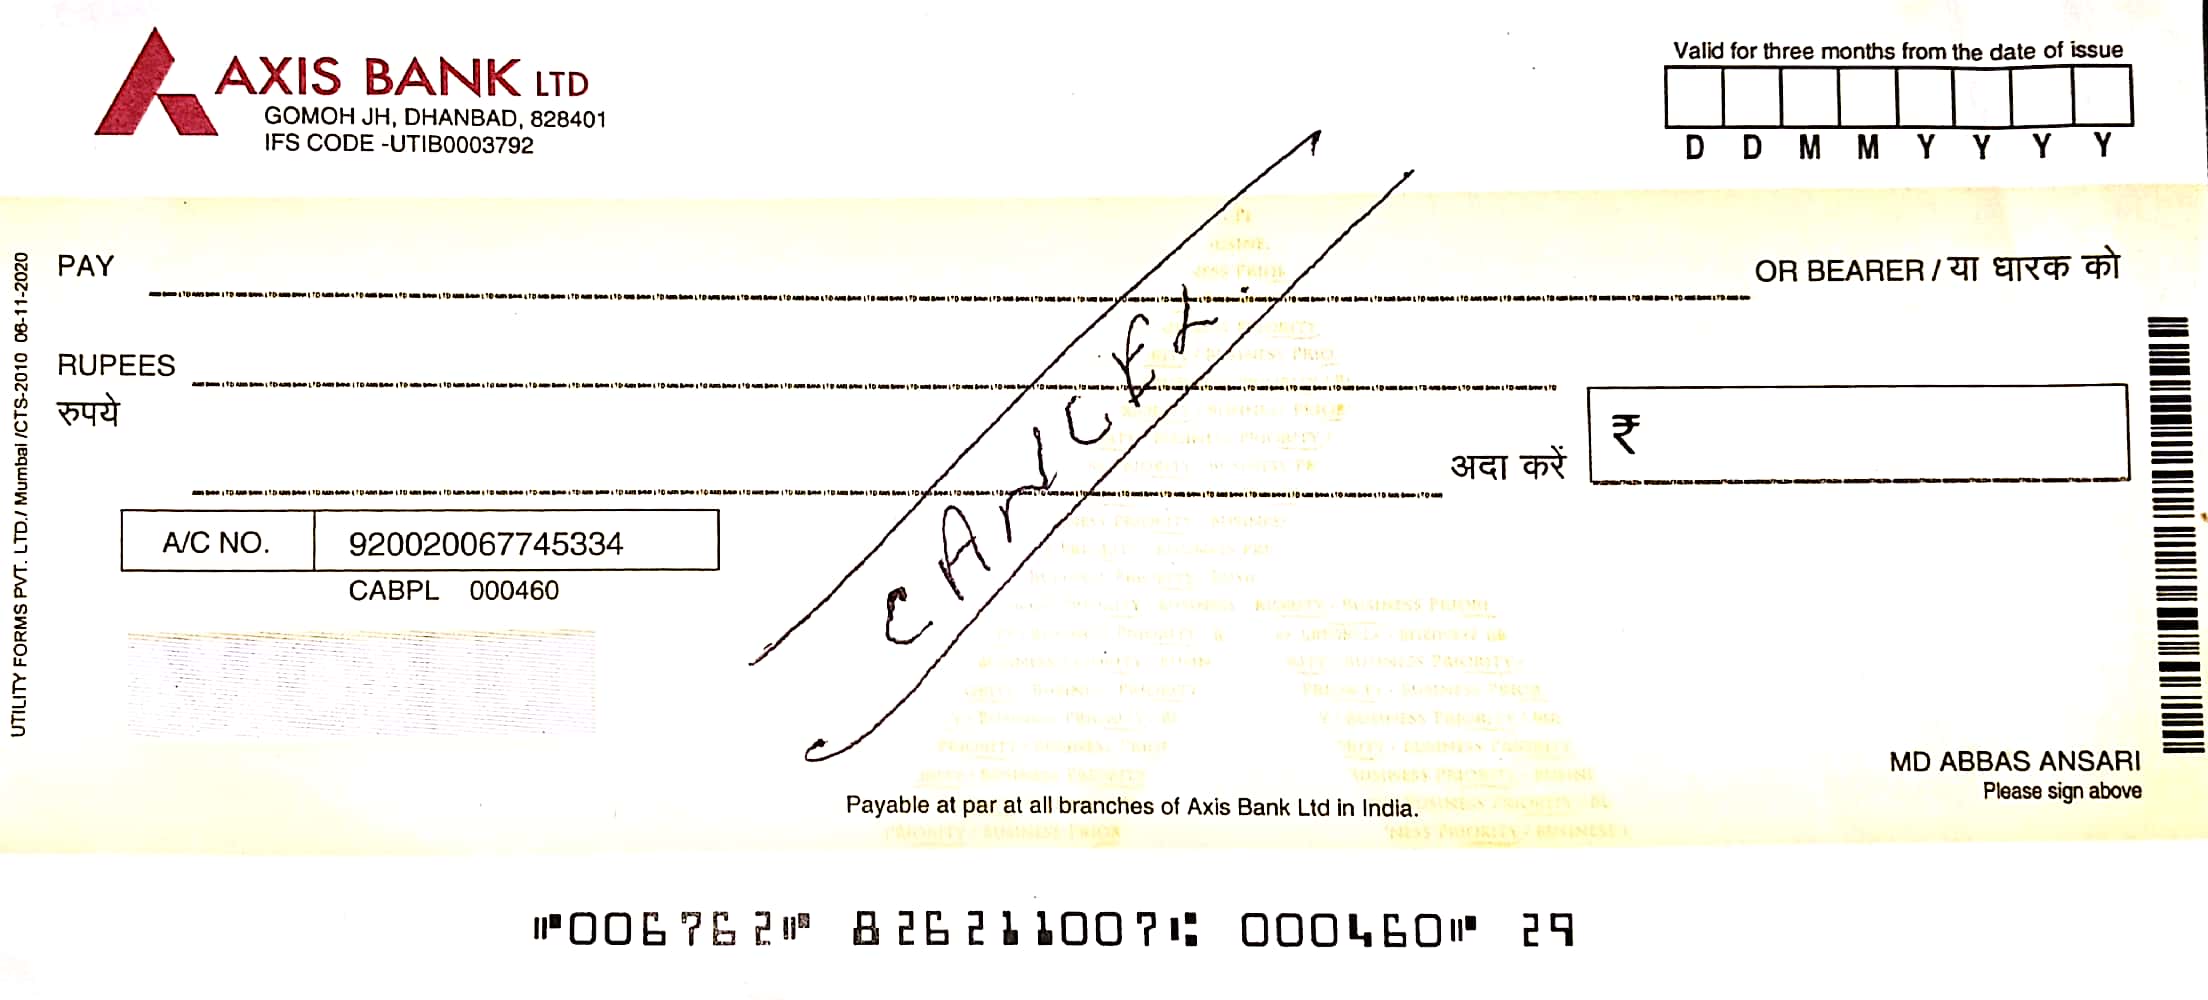 AXIS BANK LTD
GOMOH JH, DHANBAD, 828401
IFS CODE -UTIB0003792
Valid for three months from the date of issue
D D M M Y Y Y Y
PAY
OR BEARER / या धारक को
RUPEES
रुपये
अदा करें
₹
A/C NO. 920020067745334
CABPL 000460
CANCEL
MD ABBAS ANSARI
Please sign above
Payable at par at all branches of Axis Bank Ltd in India.
UTILITY FORMS PVT. LTD./ Mumbai /CTS-2010 06-11-2020
⑈006762⑈ 826211007⑆ 000460⑈ 29